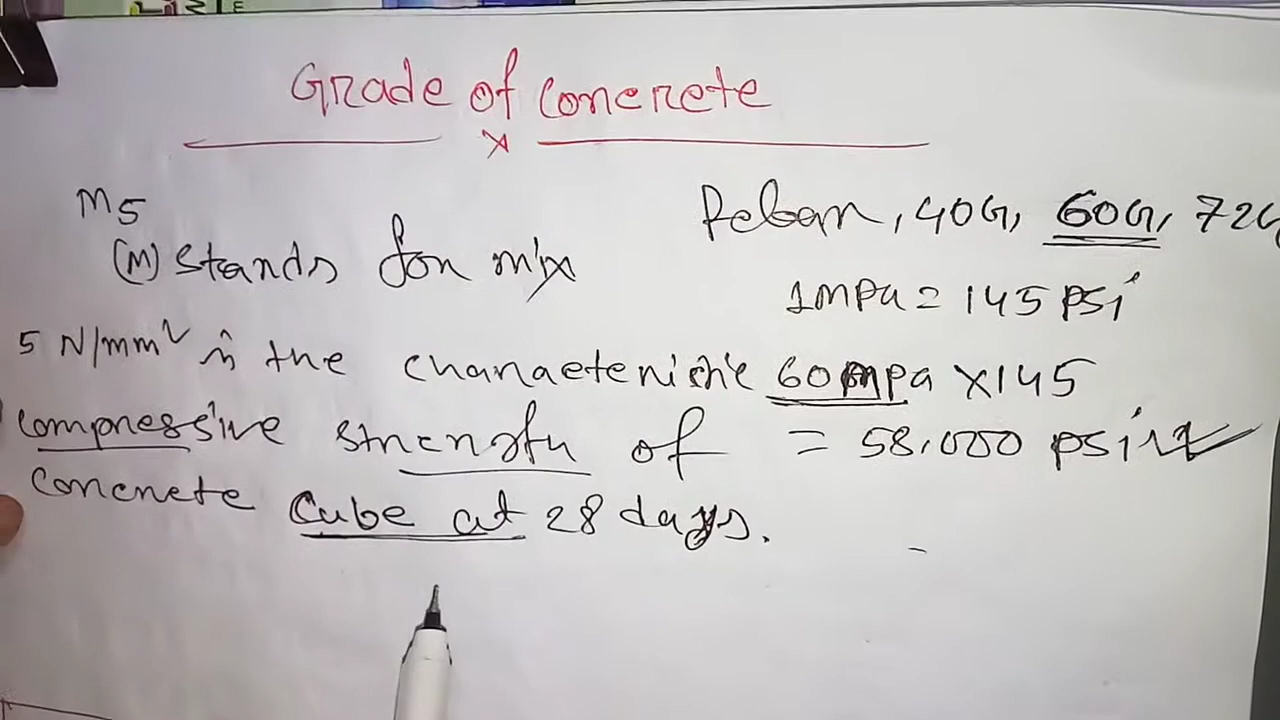 Grade of concrete
x
M5
(M) stands for mix
5 N/mm² is the characteristic
compressive strength of
concrete cube at 28 days.
Rebar, 40G, 60G, 72G
1mpa = 145 psi
60mpa x145
= 58,000 psi